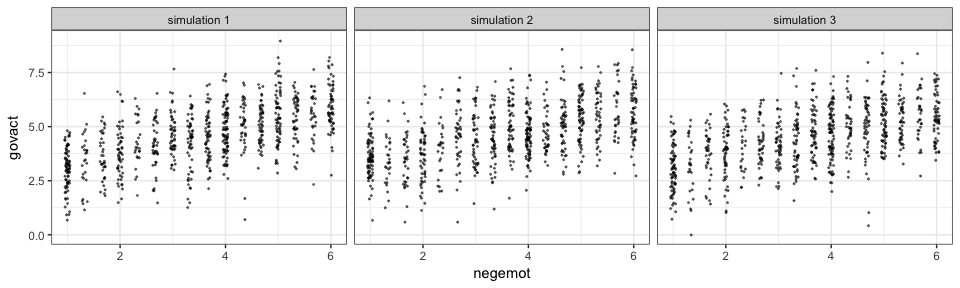 simulation 1 simulation 2 simulation 3
7.5
5.0
2.5
0.0
govact
2 4 6 2 4 6 2 4 6
negemot